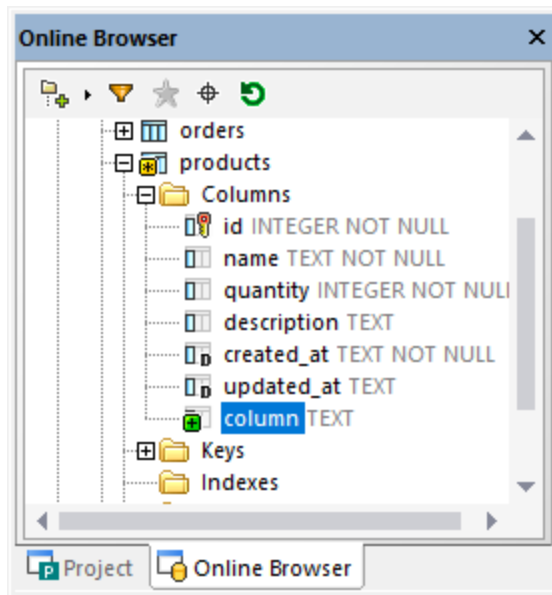 Online Browser
orders
products
Columns
id INTEGER NOT NULL
name TEXT NOT NULL
quantity INTEGER NOT NULL
description TEXT
D created_at TEXT NOT NULL
D updated_at TEXT
column TEXT
Keys
Indexes
P Project Online Browser